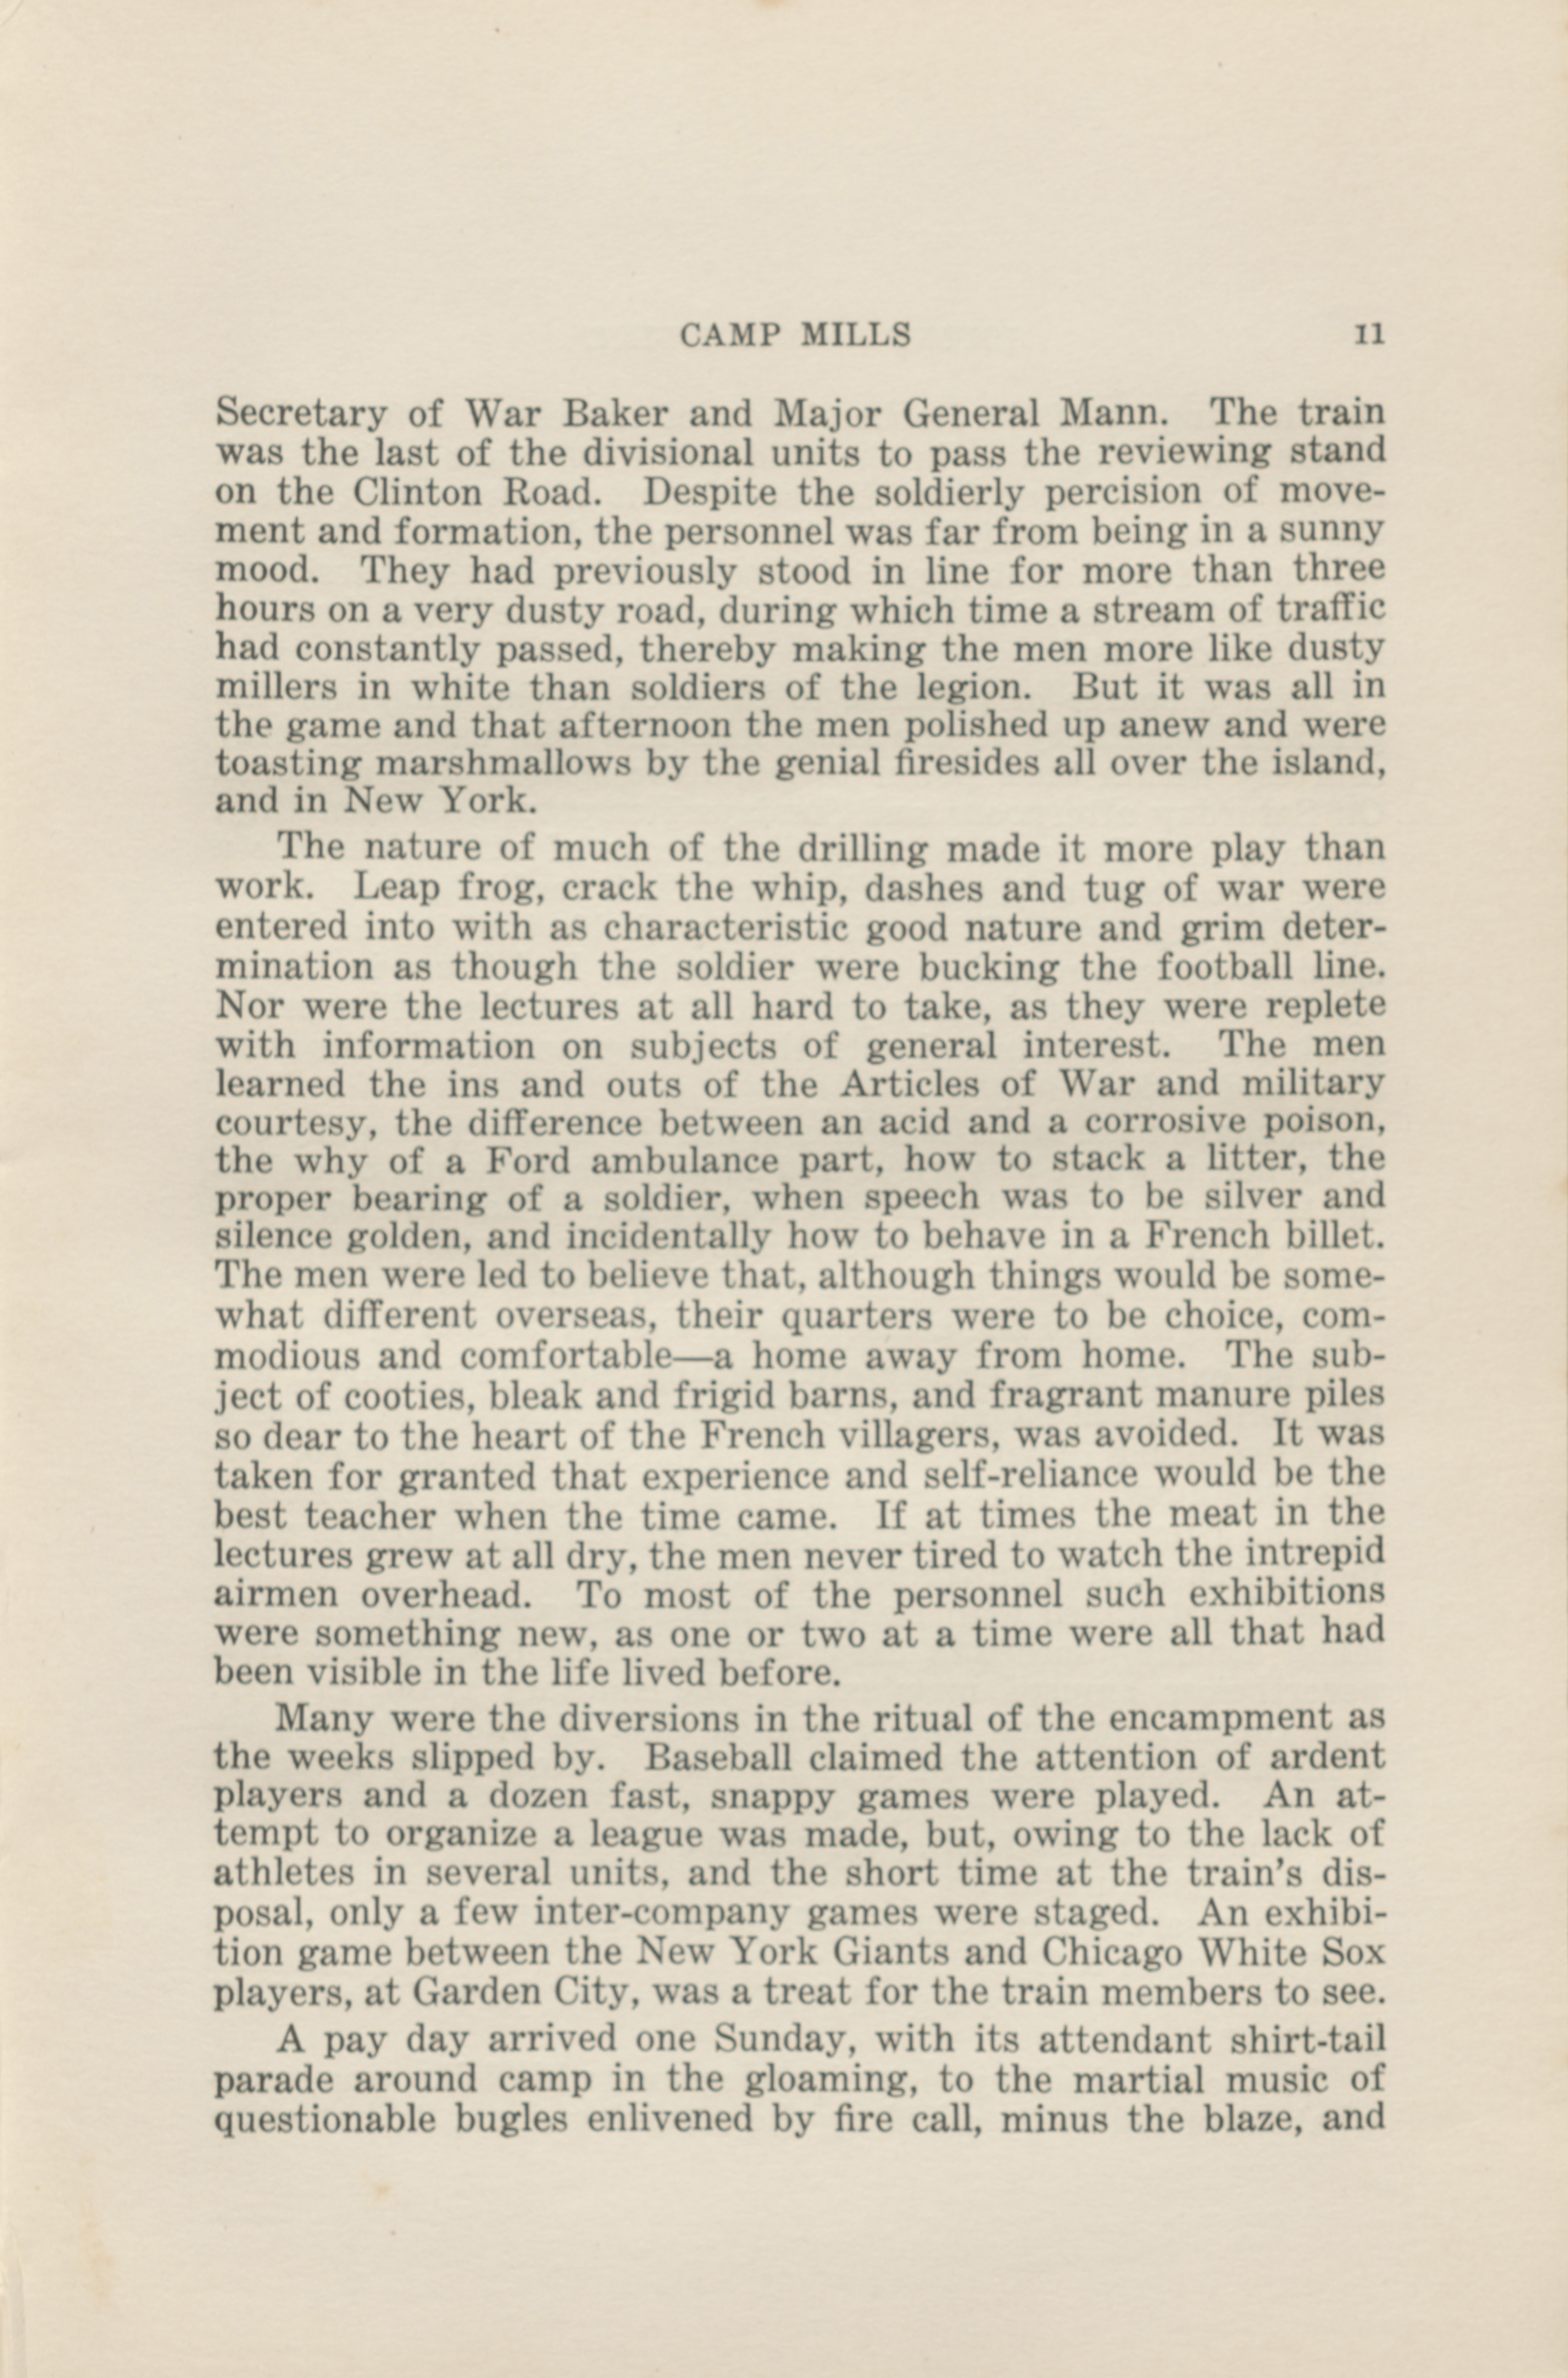 CAMP MILLS 11
Secretary of War Baker and Major General Mann. The train
was the last of the divisional units to pass the reviewing stand
on the Clinton Road. Despite the soldierly percision of move-
ment and formation, the personnel was far from being in a sunny
mood. They had previously stood in line for more than three
hours on a very dusty road, during which time a stream of traffic
had constantly passed, thereby making the men more like dusty
millers in white than soldiers of the legion. But it was all in
the game and that afternoon the men polished up anew and were
toasting marshmallows by the genial firesides all over the island,
and in New York.
The nature of much of the drilling made it more play than
work. Leap frog, crack the whip, dashes and tug of war were
entered into with as characteristic good nature and grim deter-
mination as though the soldier were bucking the football line.
Nor were the lectures at all hard to take, as they were replete
with information on subjects of general interest. The men
learned the ins and outs of the Articles of War and military
courtesy, the difference between an acid and a corrosive poison,
the why of a Ford ambulance part, how to stack a litter, the
proper bearing of a soldier, when speech was to be silver and
silence golden, and incidentally how to behave in a French billet.
The men were led to believe that, although things would be some-
what different overseas, their quarters were to be choice, com-
modious and comfortable—a home away from home. The sub-
ject of cooties, bleak and frigid barns, and fragrant manure piles
so dear to the heart of the French villagers, was avoided. It was
taken for granted that experience and self-reliance would be the
best teacher when the time came. If at times the meat in the
lectures grew at all dry, the men never tired to watch the intrepid
airmen overhead. To most of the personnel such exhibitions
were something new, as one or two at a time were all that had
been visible in the life lived before.
Many were the diversions in the ritual of the encampment as
the weeks slipped by. Baseball claimed the attention of ardent
players and a dozen fast, snappy games were played. An at-
tempt to organize a league was made, but, owing to the lack of
athletes in several units, and the short time at the train's dis-
posal, only a few inter-company games were staged. An exhibi-
tion game between the New York Giants and Chicago White Sox
players, at Garden City, was a treat for the train members to see.
A pay day arrived one Sunday, with its attendant shirt-tail
parade around camp in the gloaming, to the martial music of
questionable bugles enlivened by fire call, minus the blaze, and